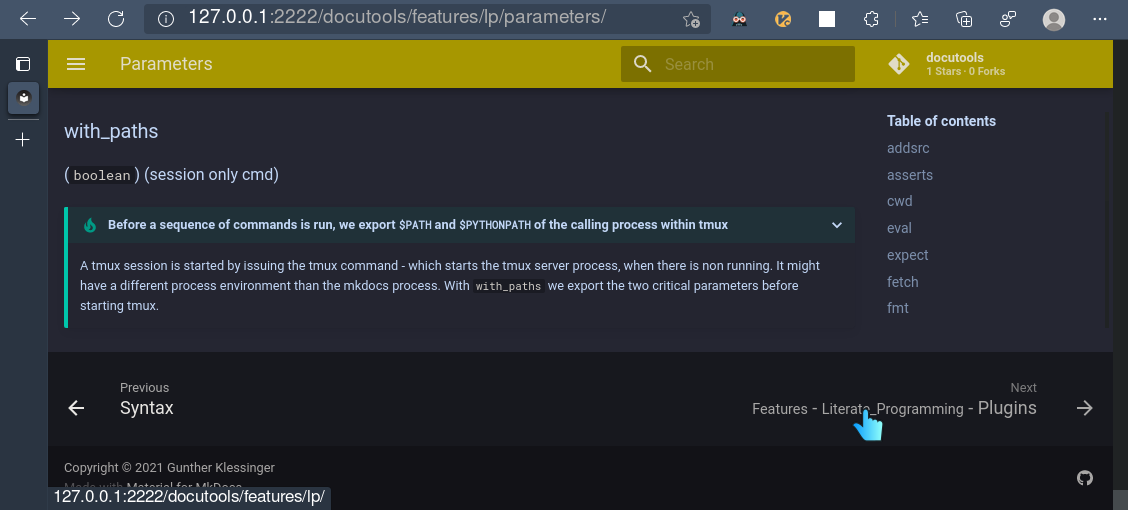 127.0.0.1:2222/docutools/features/lp/parameters/
Parameters
Search
docutools
1 Stars · 0 Forks
with_paths
( boolean ) (session only cmd)
Before a sequence of commands is run, we export $PATH and $PYTHONPATH of the calling process within tmux
A tmux session is started by issuing the tmux command - which starts the tmux server process, when there is non running. It might
have a different process environment than the mkdocs process. With with_paths we export the two critical parameters before
starting tmux.
Table of contents
addsrc
asserts
cwd
eval
expect
fetch
fmt
Previous
Syntax
Next
Features - Literate_Programming - Plugins
Copyright © 2021 Gunther Klessinger
Made with Material for MkDocs
127.0.0.1:2222/docutools/features/lp/